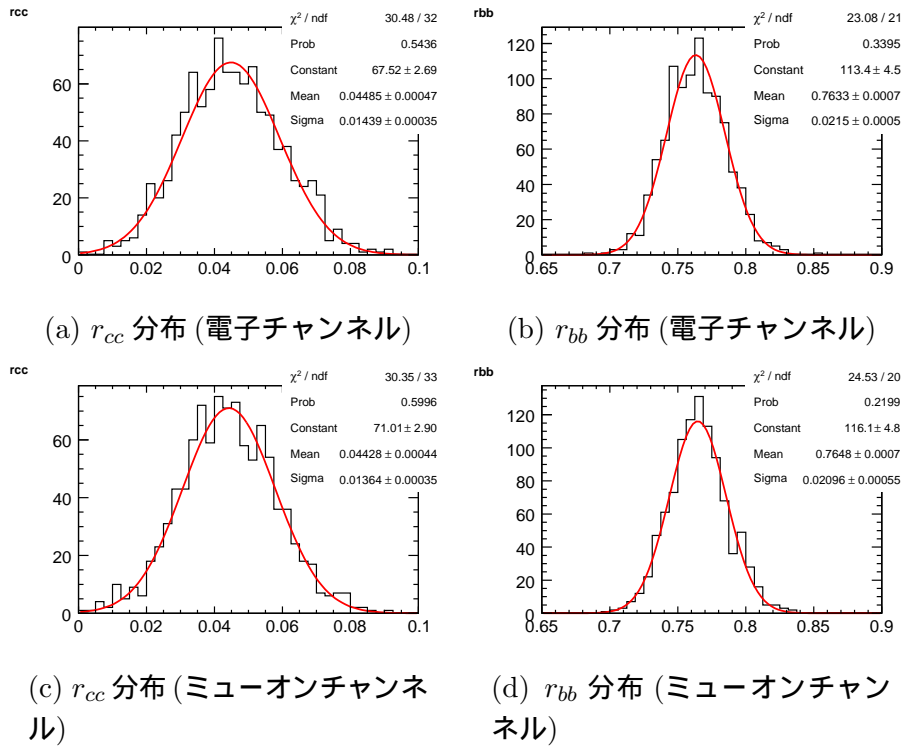 rcc
χ² / ndf 30.48 / 32
Prob 0.5436
Constant 67.52 ± 2.69
Mean 0.04485 ± 0.00047
Sigma 0.01439 ± 0.00035
60
40
20
0
0 0.02 0.04 0.06 0.08 0.1
(a) r_cc 分布 (電子チャンネル)
rbb
χ² / ndf 23.08 / 21
Prob 0.3395
Constant 113.4 ± 4.5
Mean 0.7633 ± 0.0007
Sigma 0.0215 ± 0.0005
120
100
80
60
40
20
0
0.65 0.7 0.75 0.8 0.85 0.9
(b) r_bb 分布 (電子チャンネル)
rcc
χ² / ndf 30.35 / 33
Prob 0.5996
Constant 71.01 ± 2.90
Mean 0.04428 ± 0.00044
Sigma 0.01364 ± 0.00035
60
40
20
0
0 0.02 0.04 0.06 0.08 0.1
(c) r_cc 分布 (ミューオンチャンネ
ル)
rbb
χ² / ndf 24.53 / 20
Prob 0.2199
Constant 116.1 ± 4.8
Mean 0.7648 ± 0.0007
Sigma 0.02096 ± 0.00055
120
100
80
60
40
20
0
0.65 0.7 0.75 0.8 0.85 0.9
(d) r_bb 分布 (ミューオンチャン
ネル)